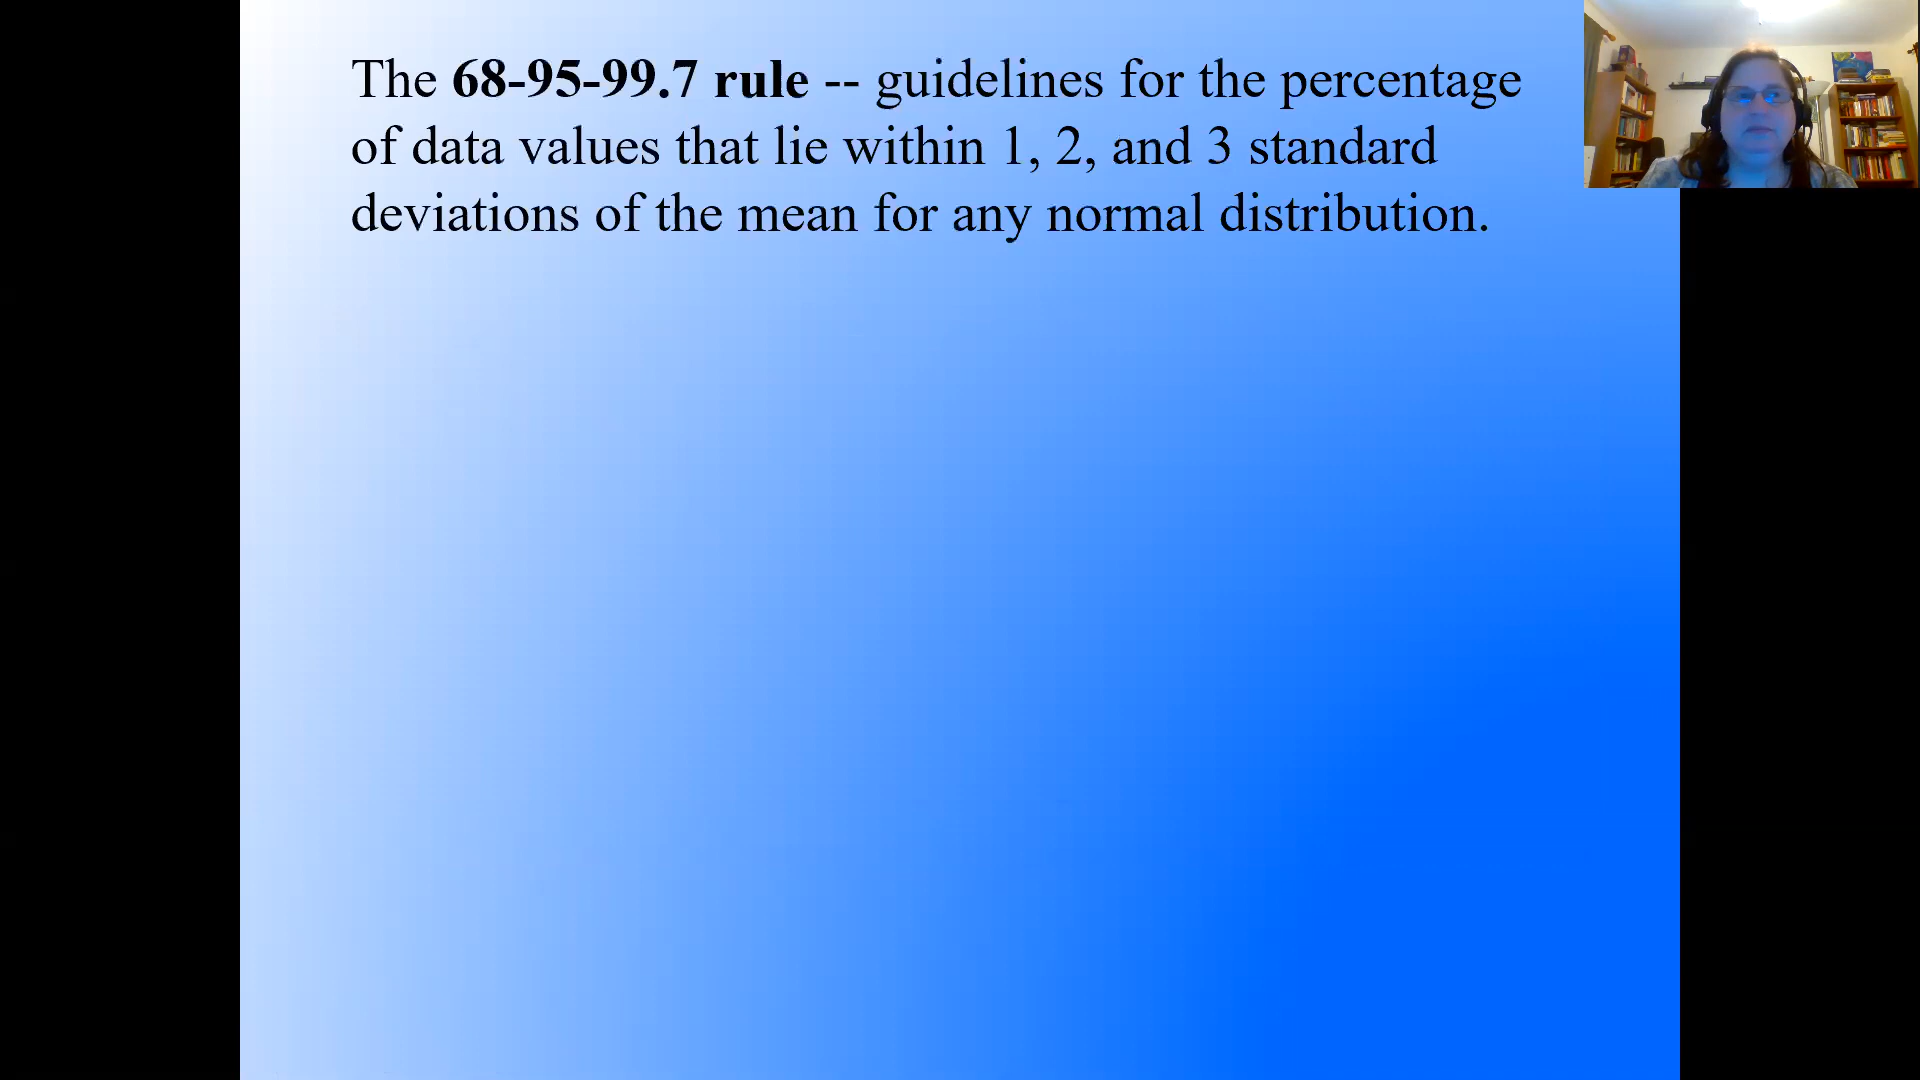 The 68-95-99.7 rule -- guidelines for the percentage
of data values that lie within 1, 2, and 3 standard
deviations of the mean for any normal distribution.